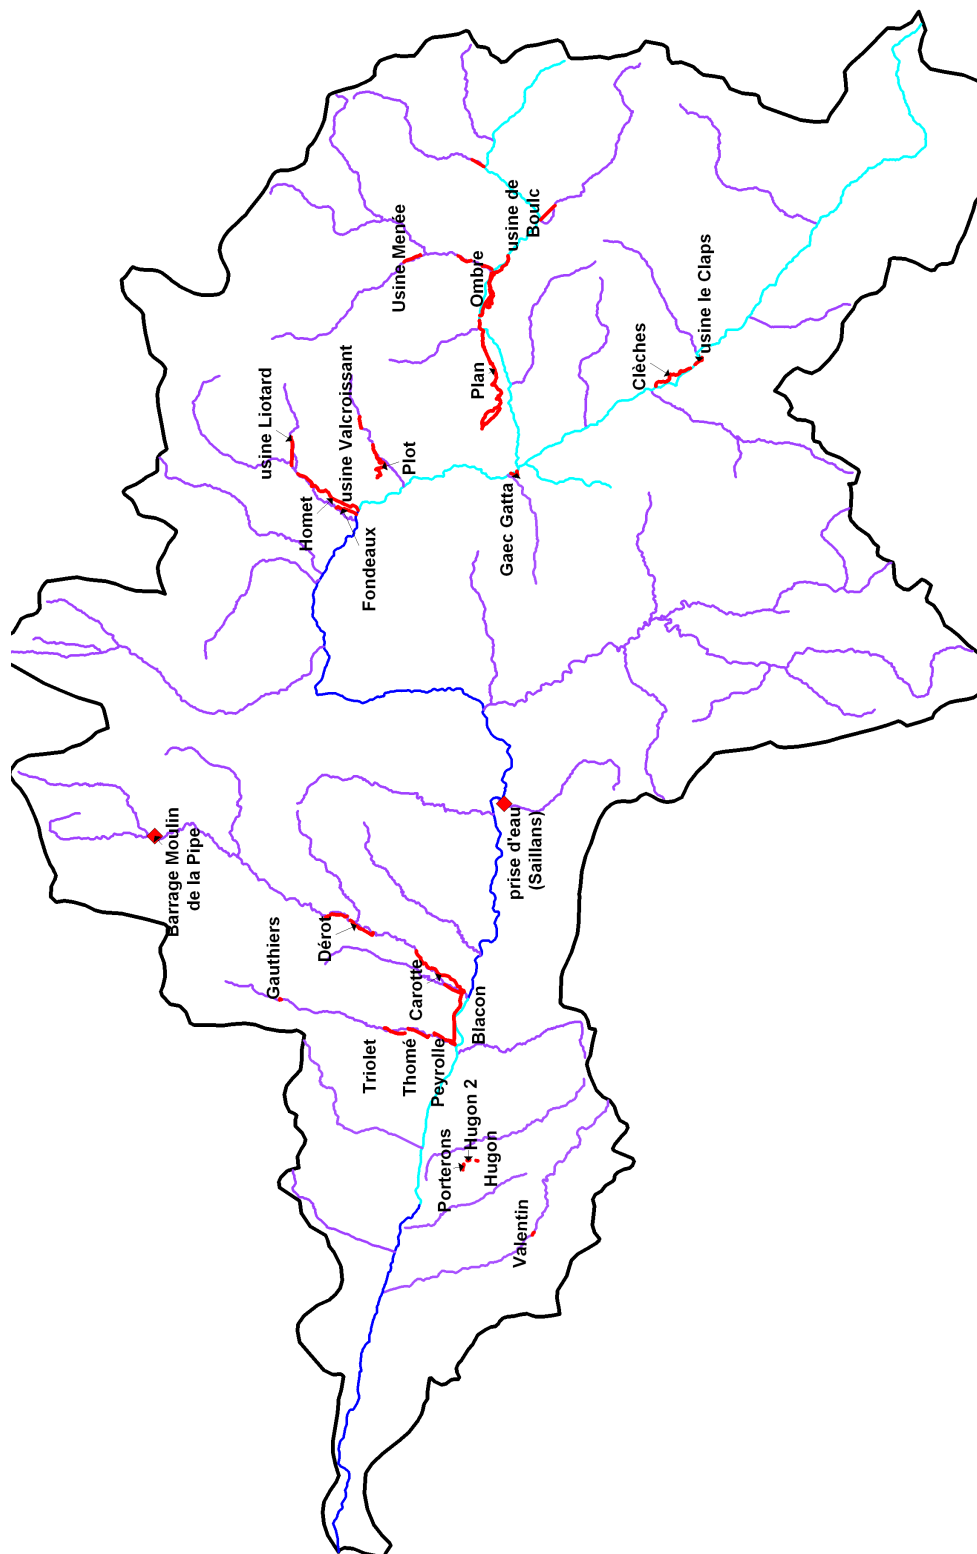 usine de
Boulc
Usine Menée
Ombre
usine le Claps
Clèches
Plan
usine Valcroissant
usine Liotard
Plot
Homet
Fondeaux
Gaec Gatta
prise d'eau
(Saillans)
Barrage Moulin
de la Pipe
Dérot
Gauthiers
Carotte
Blacon
Triolet
Thomé
Peyrolle
Hugon 2
Porterons
Hugon
Valentin